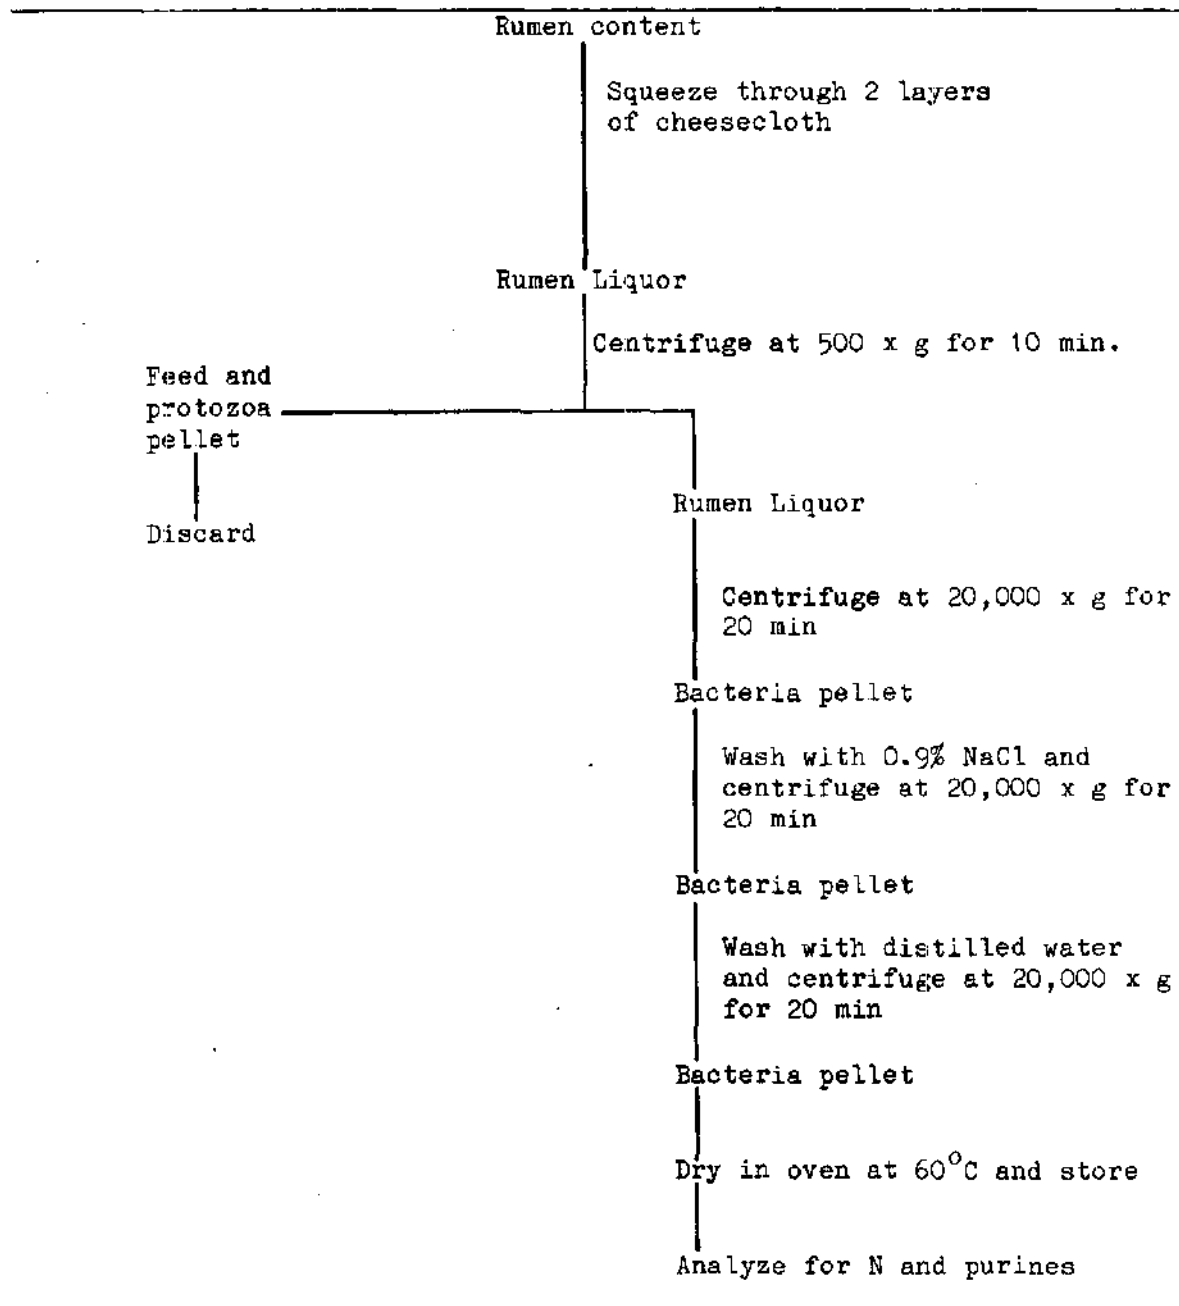 Rumen content
Squeeze through 2 layers
of cheesecloth
Rumen Liquor
Centrifuge at 500 x g for 10 min.
Feed and
protozoa
pellet
Discard
Rumen Liquor
Centrifuge at 20,000 x g for
20 min
Bacteria pellet
Wash with 0.9% NaCl and
centrifuge at 20,000 x g for
20 min
Bacteria pellet
Wash with distilled water
and centrifuge at 20,000 x g
for 20 min
Bacteria pellet
Dry in oven at 60°C and store
Analyze for N and purines